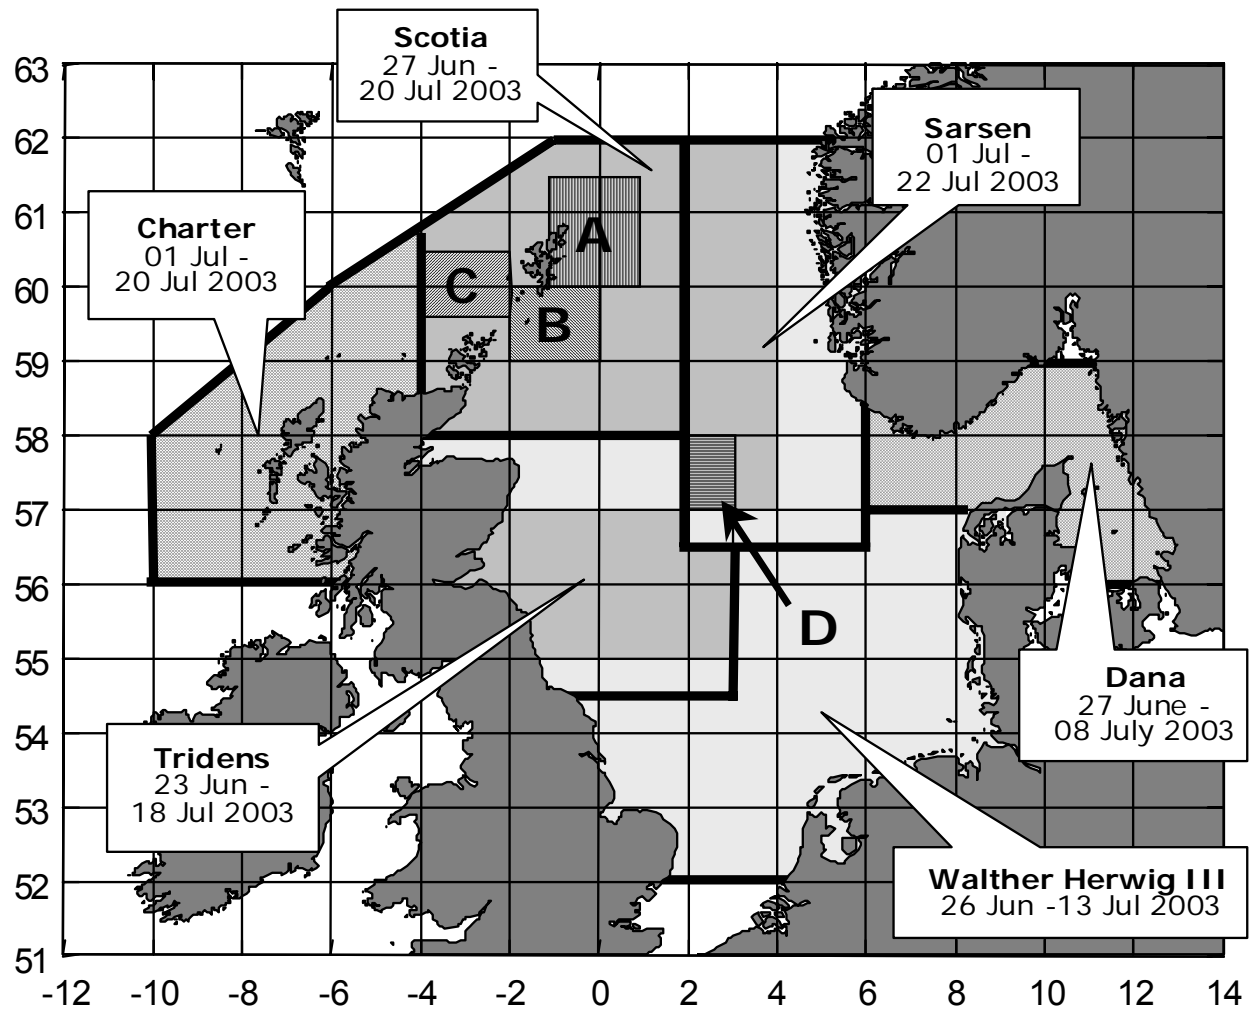 Scotia
27 Jun -
20 Jul 2003
Sarsen
01 Jul -
22 Jul 2003
Charter
01 Jul -
20 Jul 2003
A
C
B
D
Dana
27 June -
08 July 2003
Tridens
23 Jun -
18 Jul 2003
Walther Herwig III
26 Jun -13 Jul 2003
63
62
61
60
59
58
57
56
55
54
53
52
51
-12 -10 -8 -6 -4 -2 0 2 4 6 8 10 12 14